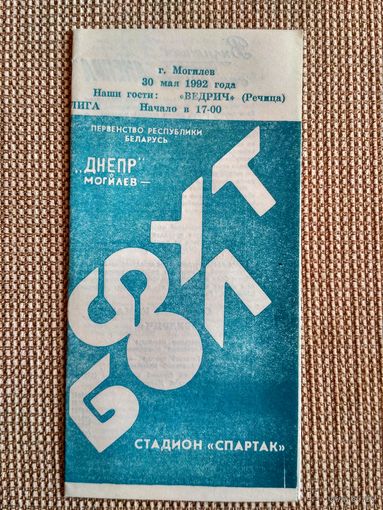 г. Могилев
30 мая 1992 года
Наши гости: «ВЕДРИЧ» (Речица)
ЛИГА Начало в 17-00
ПЕРВЕНСТВО РЕСПУБЛИКИ
БЕЛАРУСЬ
„ДНЕПР"
МОГИЛЕВ —
ФУТБОЛ
СТАДИОН «СПАРТАК»